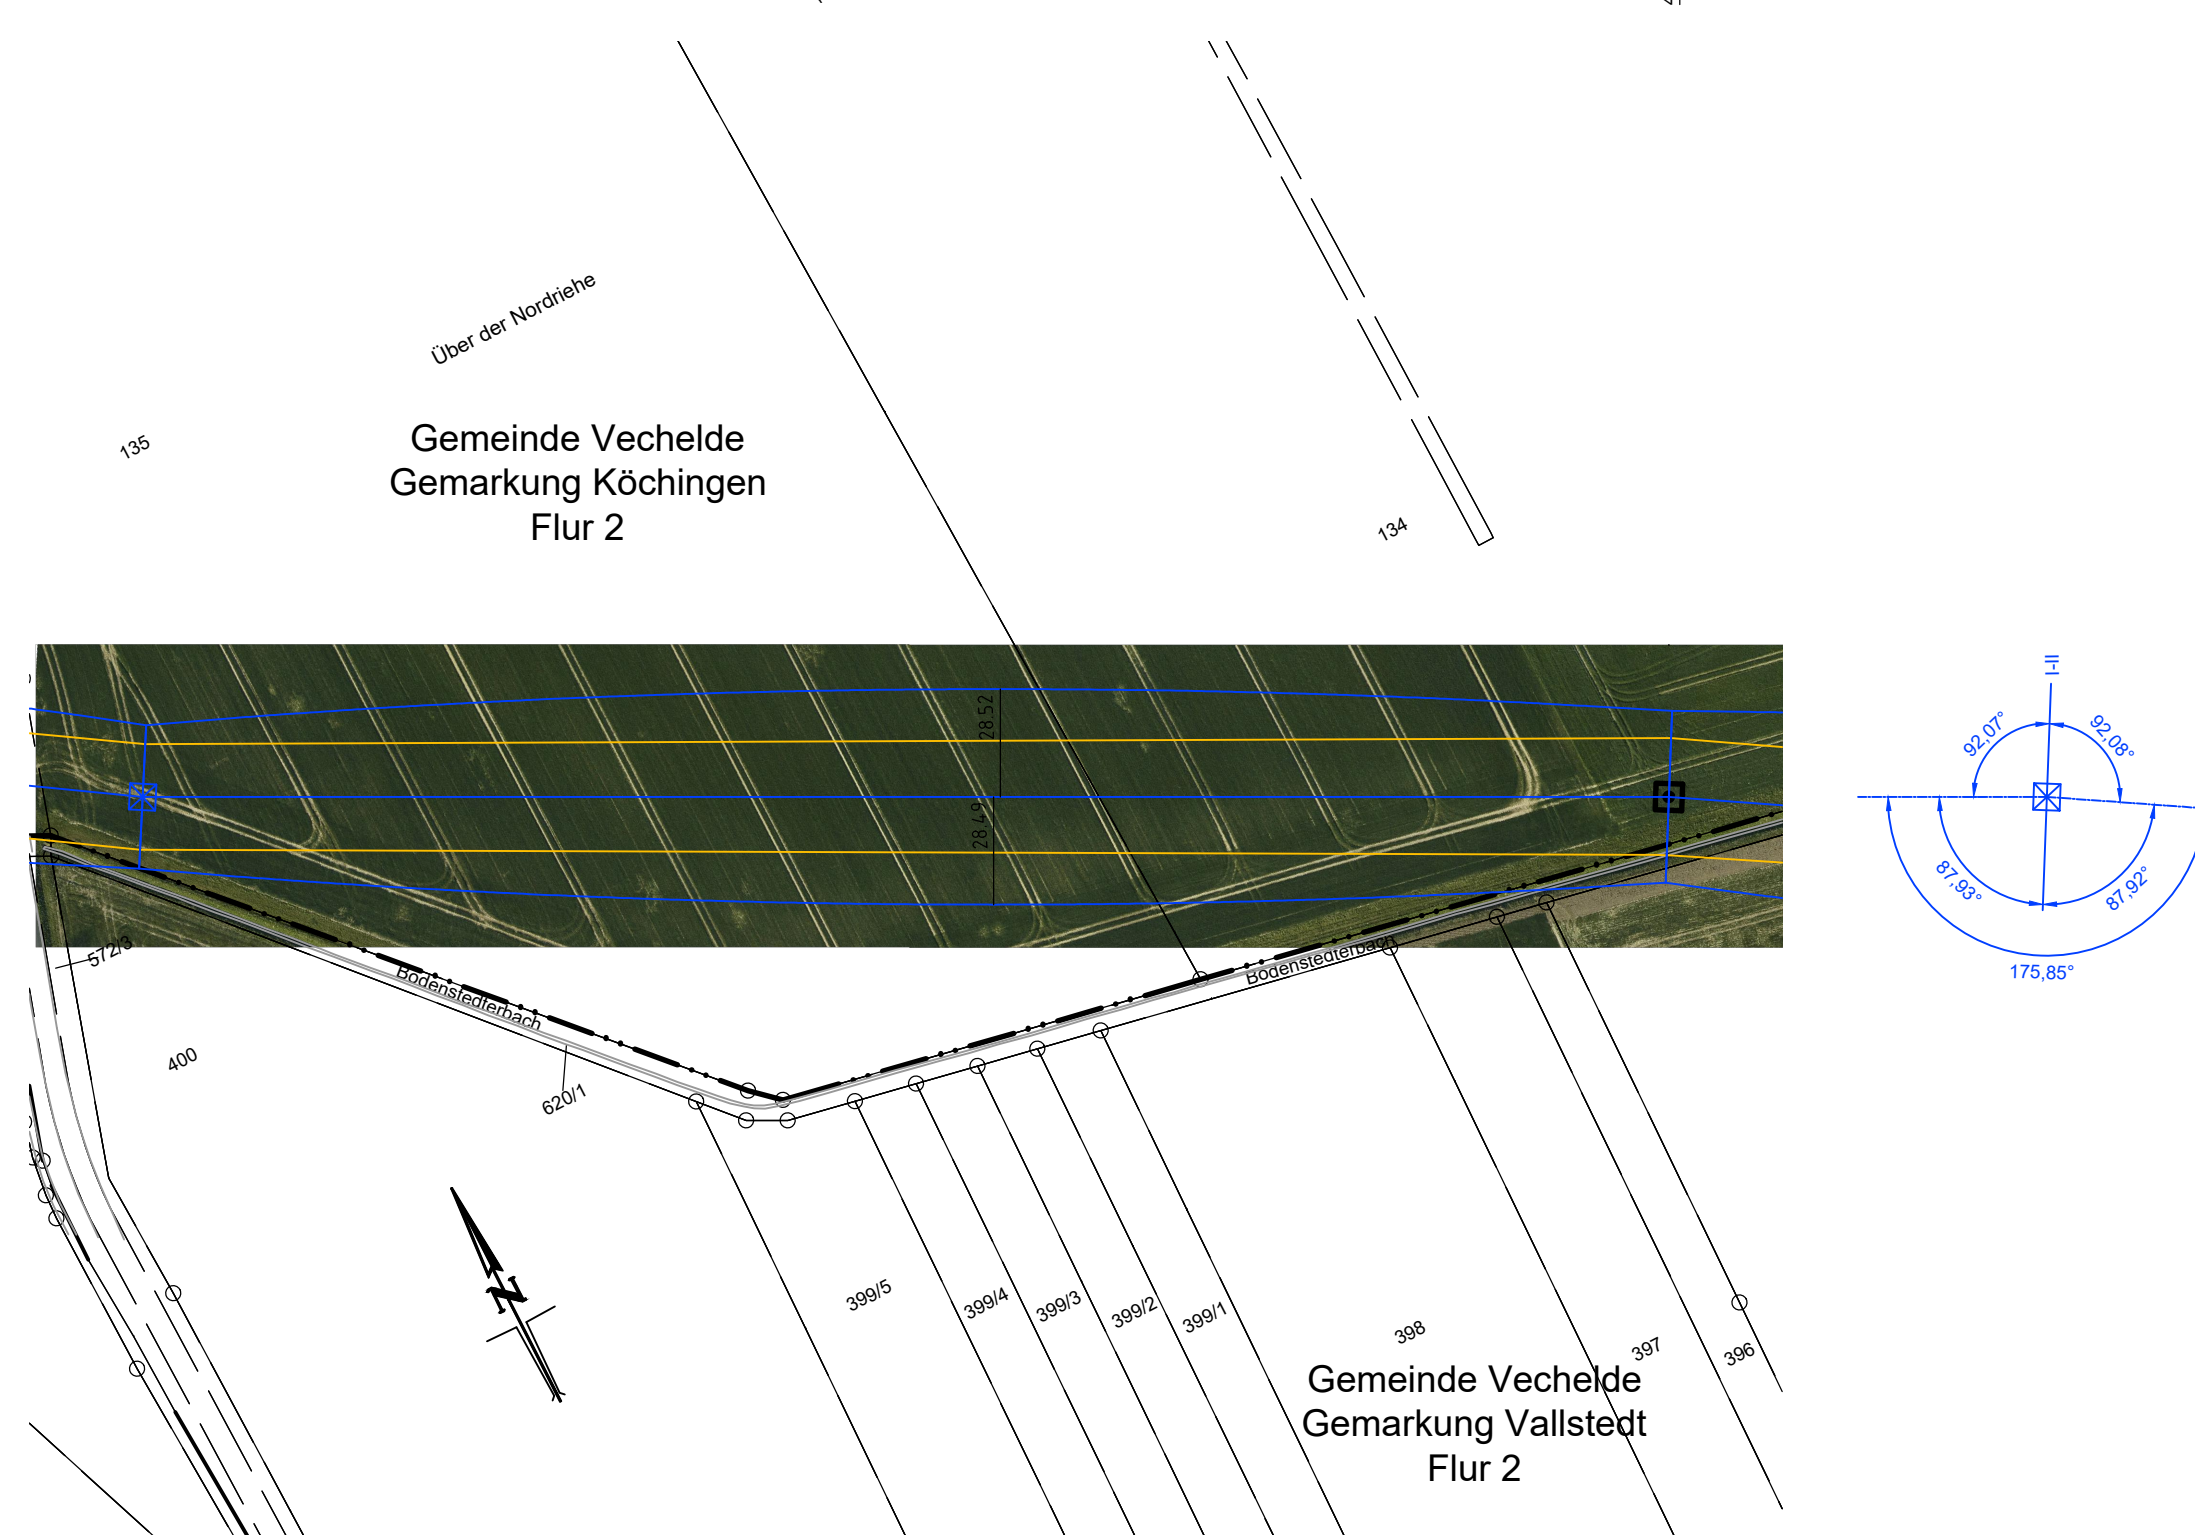 Über der Nordriehe
135
Gemeinde Vechelde
Gemarkung Köchingen
Flur 2
134
28.52
28.49
I-II
92,07°
92,08°
87,93°
87,92°
175,85°
572/3
Bodenstedterbach
Bodenstedterbach
400
620/1
N
399/5
399/4
399/3
399/2
399/1
398
397
396
Gemeinde Vechelde
Gemarkung Vallstedt
Flur 2